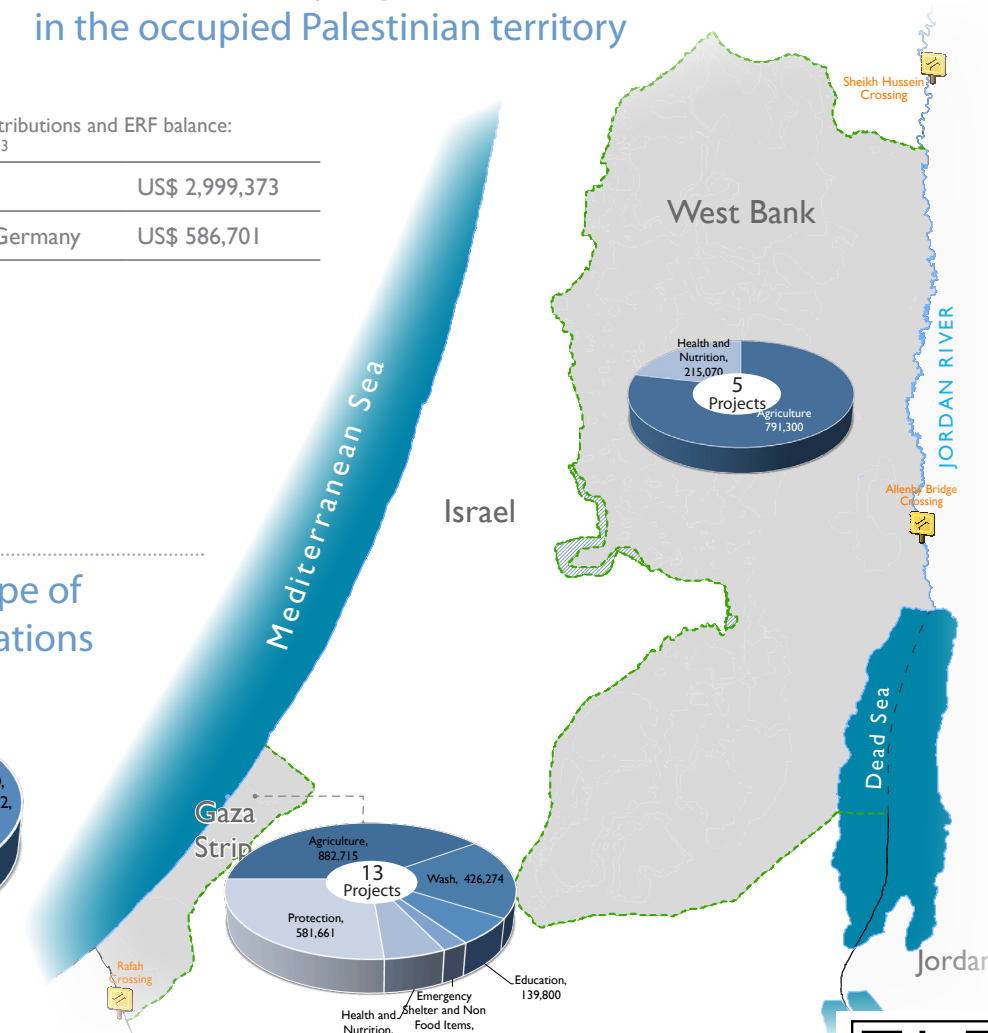 in the occupied Palestinian territory
tributions and ERF balance:
3
US$ 2,999,373
Germany US$ 586,701
Sheikh Hussein
Crossing
West Bank
JORDAN RIVER
Health and
Nutrition,
215,070
5
Projects
Agriculture
791,300
Mediterranean Sea
Israel
Allenby Bridge
Crossing
pe of
ations
Dead Sea
2,
Gaza
Strip
Agriculture,
882,715
13
Projects
Wash, 426,274
Protection,
581,661
Education,
139,800
Emergency
Shelter and Non
Food Items,
Health and
Nutrition,
Rafah
Crossing
Jordan